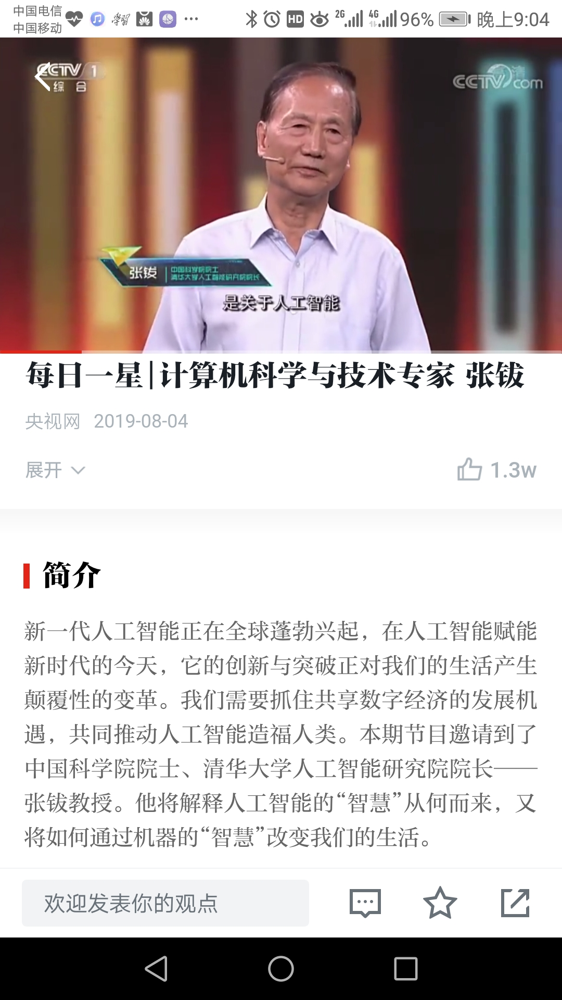 中国电信
中国移动
學習
HD
2G
4G
96%
晚上9:04
CCTV 1
综合
CCTV.com
张钹
中国科学院院士
清华大学人工智能研究院院长
是关于人工智能
每日一星|计算机科学与技术专家 张钹
央视网 2019-08-04
展开
1.3w
简介
新一代人工智能正在全球蓬勃兴起，在人工智能赋能
新时代的今天，它的创新与突破正对我们的生活产生
颠覆性的变革。我们需要抓住共享数字经济的发展机
遇，共同推动人工智能造福人类。本期节目邀请到了
中国科学院院士、清华大学人工智能研究院院长——
张钹教授。他将解释人工智能的“智慧”从何而来，又
将如何通过机器的“智慧”改变我们的生活。
欢迎发表你的观点